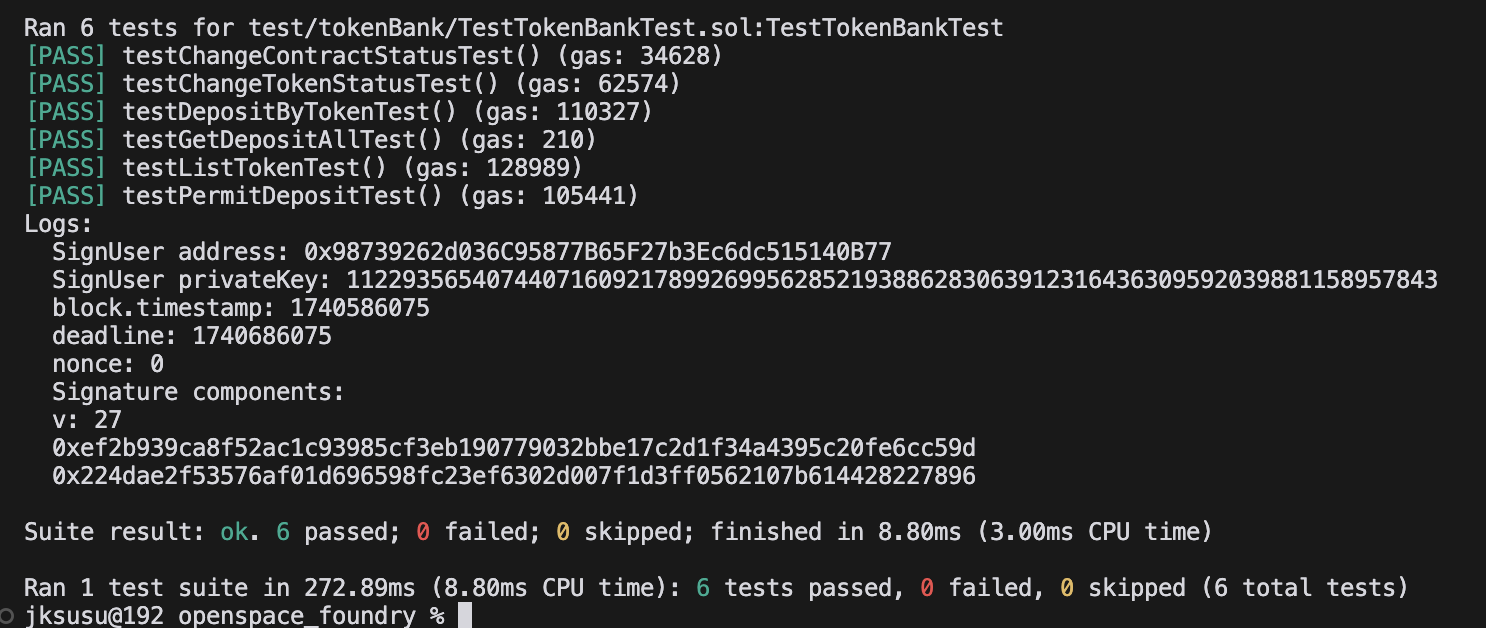 Ran 6 tests for test/tokenBank/TestTokenBankTest.sol:TestTokenBankTest
[PASS] testChangeContractStatusTest() (gas: 34628)
[PASS] testChangeTokenStatusTest() (gas: 62574)
[PASS] testDepositByTokenTest() (gas: 110327)
[PASS] testGetDepositAllTest() (gas: 210)
[PASS] testListTokenTest() (gas: 128989)
[PASS] testPermitDepositTest() (gas: 105441)
Logs:
  SignUser address: 0x98739262d036C95877B65F27b3Ec6dc515140B77
  SignUser privateKey: 112293565407440716092178992699562852193886283063912316436309592039881158957843
  block.timestamp: 1740586075
  deadline: 1740686075
  nonce: 0
  Signature components:
  v: 27
  0xef2b939ca8f52ac1c93985cf3eb190779032bbe17c2d1f34a4395c20fe6cc59d
  0x224dae2f53576af01d696598fc23ef6302d007f1d3ff0562107b614428227896
Suite result: ok. 6 passed; 0 failed; 0 skipped; finished in 8.80ms (3.00ms CPU time)
Ran 1 test suite in 272.89ms (8.80ms CPU time): 6 tests passed, 0 failed, 0 skipped (6 total tests)
jksusu@192 openspace_foundry %